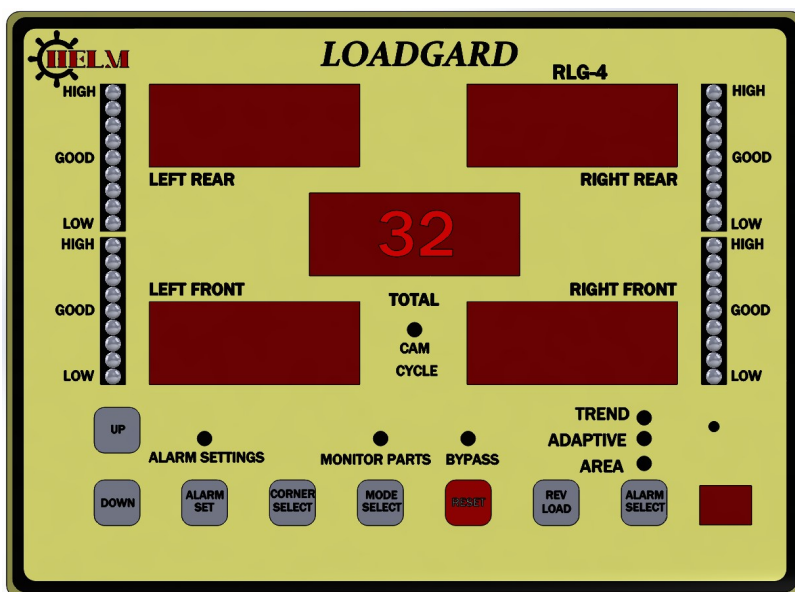 HELM
LOADGARD
RLG-4
HIGH
GOOD
LOW
HIGH
GOOD
LOW
LEFT REAR
RIGHT REAR
32
LEFT FRONT
RIGHT FRONT
TOTAL
CAM
CYCLE
HIGH
GOOD
LOW
HIGH
GOOD
LOW
UP
ALARM SETTINGS
MONITOR PARTS
BYPASS
TREND
ADAPTIVE
AREA
DOWN
ALARM
SET
CORNER
SELECT
MODE
SELECT
RESET
REV
LOAD
ALARM
SELECT